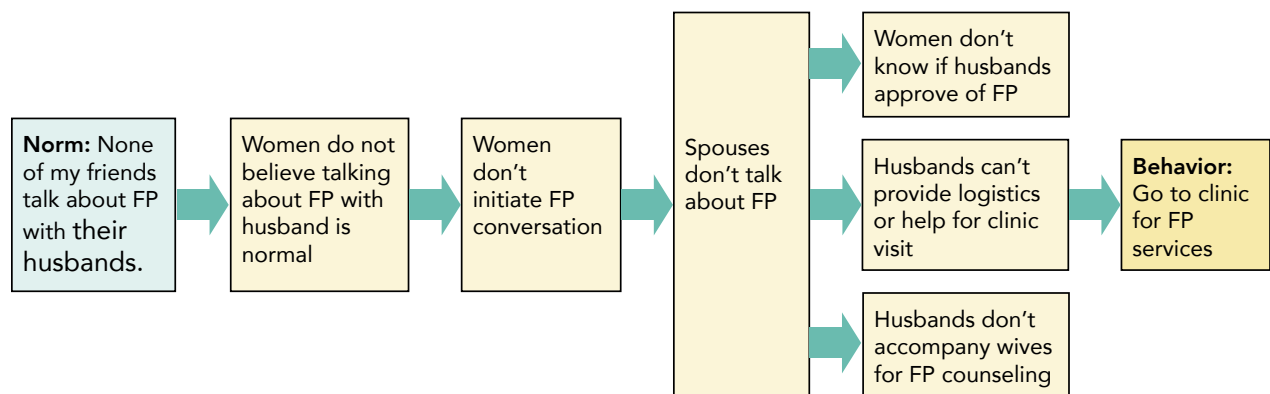 Norm: None
of my friends
talk about FP
with their
husbands.
Women do not
believe talking
about FP with
husband is
normal
Women
don't
initiate FP
conversation
Spouses
don't talk
about FP
Women don't
know if husbands
approve of FP
Husbands can't
provide logistics
or help for clinic
visit
Husbands don't
accompany wives
for FP counseling
Behavior:
Go to clinic
for FP
services